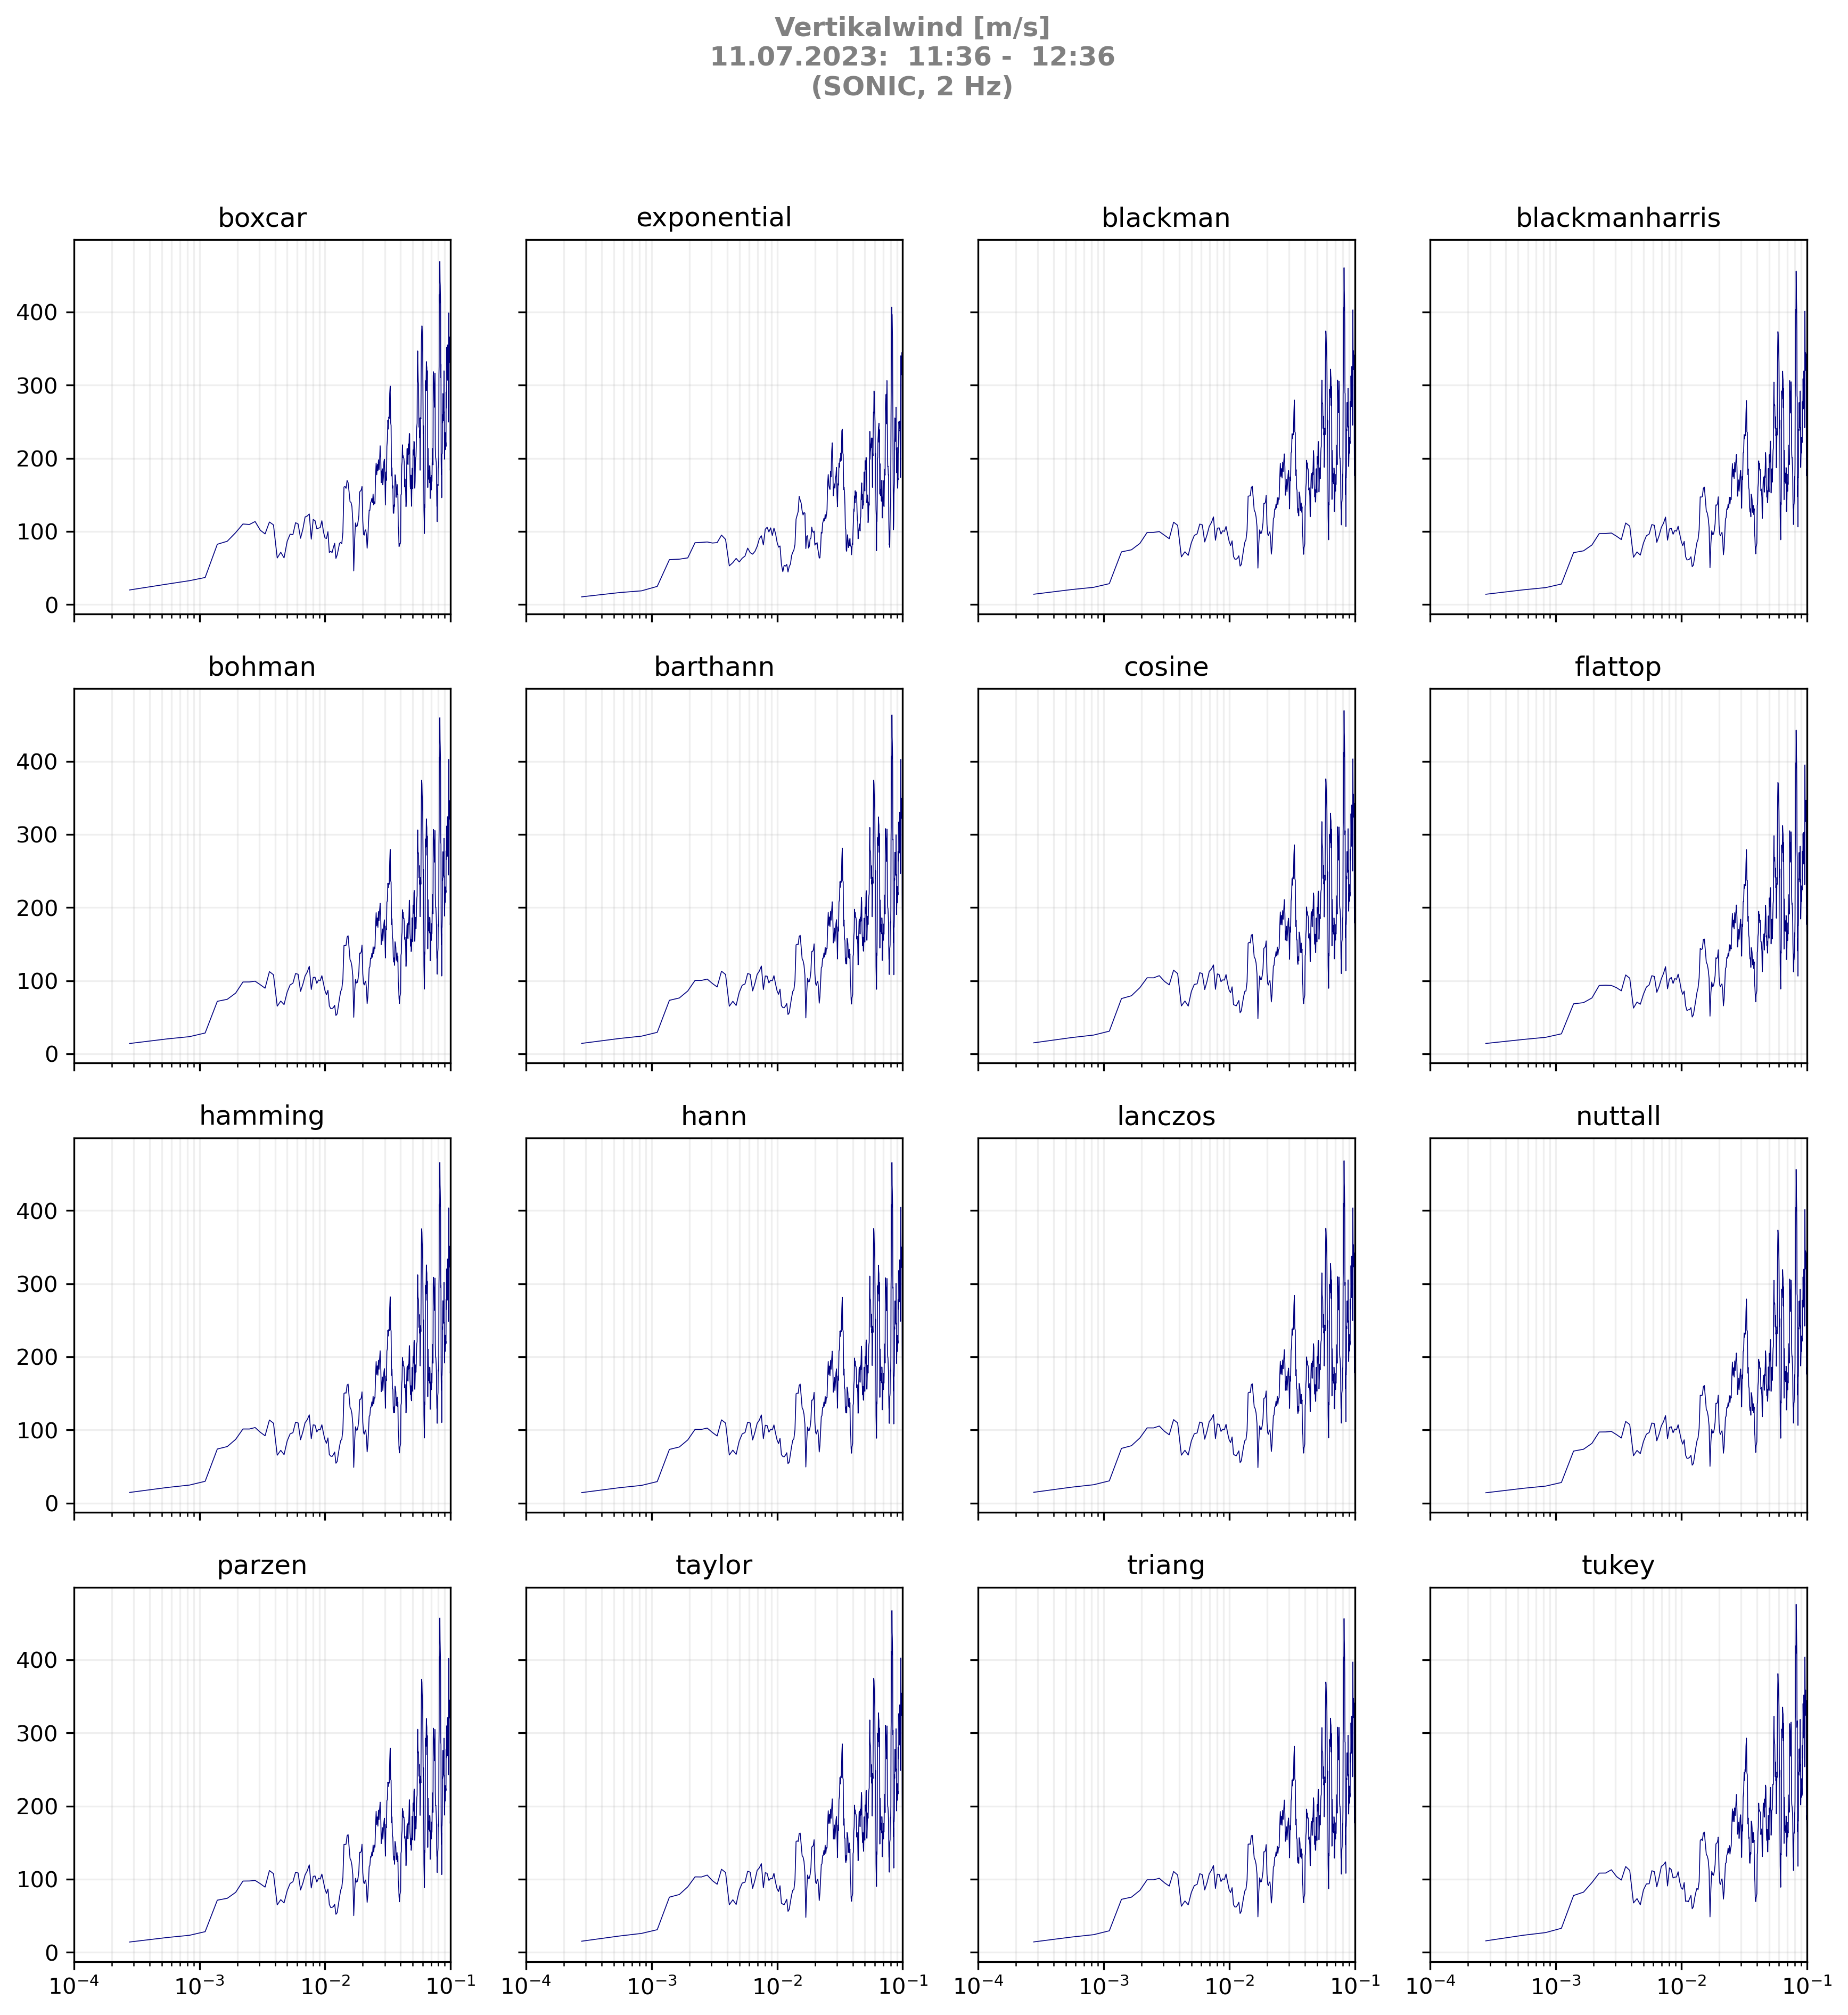 Vertikalwind [m/s]
11.07.2023:  11:36 -  12:36
(SONIC, 2 Hz)
boxcar exponential blackman blackmanharris
400
300
200
100
0
bohman barthann cosine flattop
400
300
200
100
0
hamming hann lanczos nuttall
400
300
200
100
0
parzen taylor triang tukey
400
300
200
100
0
10⁻⁴ 10⁻³ 10⁻² 10⁻¹ 10⁻⁴ 10⁻³ 10⁻² 10⁻¹ 10⁻⁴ 10⁻³ 10⁻² 10⁻¹ 10⁻⁴ 10⁻³ 10⁻² 10⁻¹